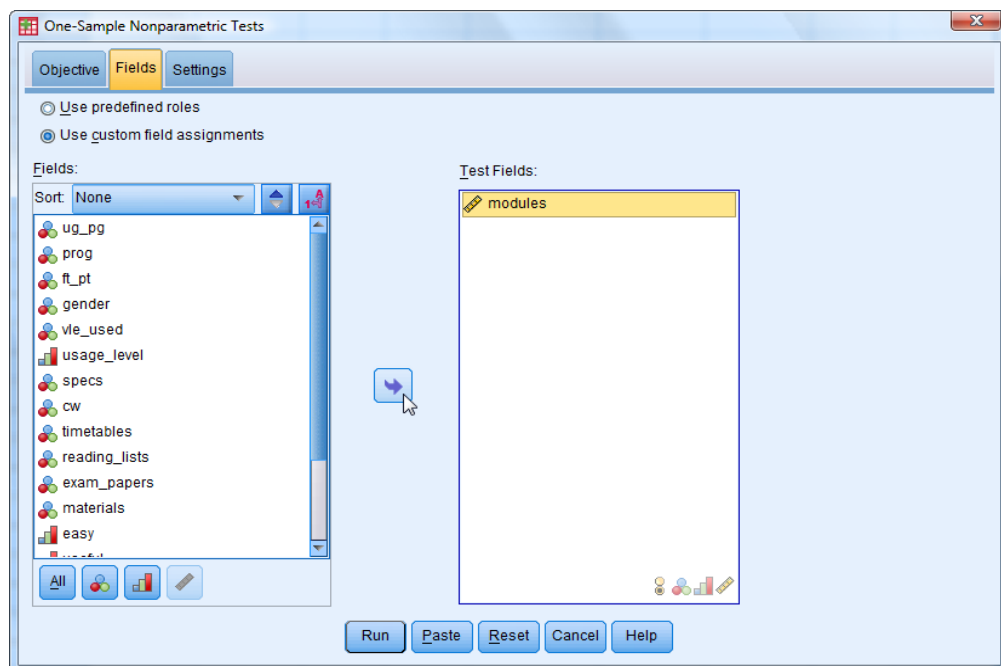 One-Sample Nonparametric Tests
Objective Fields Settings
Use predefined roles
Use custom field assignments
Fields:
Sort: None
ug_pg
prog
ft_pt
gender
vle_used
usage_level
specs
cw
timetables
reading_lists
exam_papers
materials
easy
Test Fields:
modules
All
Run Paste Reset Cancel Help